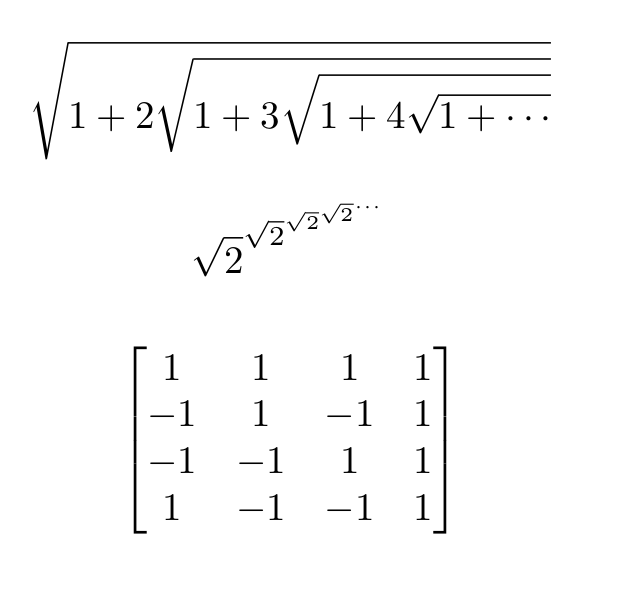 √(1 + 2√(1 + 3√(1 + 4√(1 + ⋯))))
√2^(√2^(√2^(√2^⋯)))
[1 1 1 1
−1 1 −1 1
−1 −1 1 1
1 −1 −1 1]